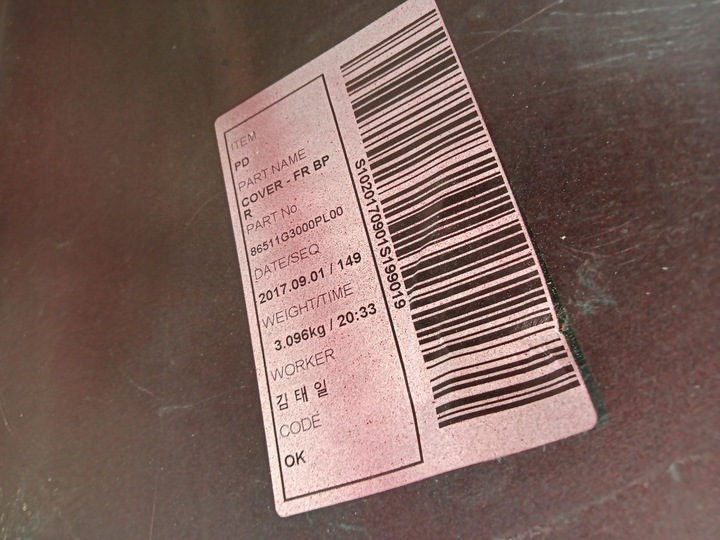 ITEM
PD
PART NAME
COVER - FR BP
R
PART No
86511G3000PL00
DATE/SEQ
2017.09.01 / 149
WEIGHT/TIME
3.096kg / 20:33
WORKER
김 태 일
CODE
OK
S1020170901S199019